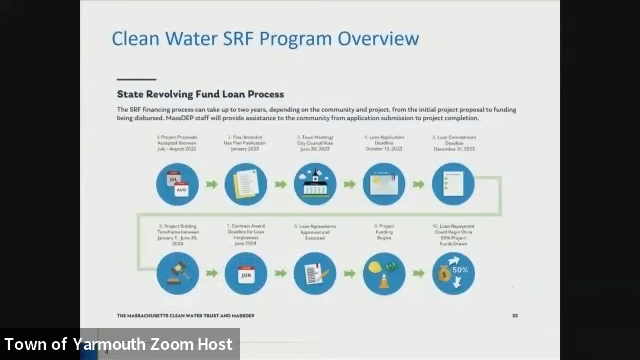 Clean Water SRF Program Overview
State Revolving Fund Loan Process
The SRF financing process can take up to two years, depending on the community and project, from the initial project proposal to funding
being disbursed. MassDEP staff will provide assistance to the community from application submission to project completion.
1. Project Proposals
Accepted Between
July - August 2022
2. Final Intended
Use Plan Publication
January 2023
3. Town Meeting/
City Council Vote
June 30, 2023
4. Loan Application
Deadline
October 13, 2023
5. Loan Commitment
Deadline
December 31, 2023
JUL
AUG
6. Project Bidding,
Timeframe between
January 1 - June 30,
2024
7. Contract Award
Deadline for Loan
Forgiveness
June 2024
8. Loan Agreements
Approved and
Executed
9. Project
Funding
Begins
10. Loan Repayment
Could Begin Once
50% Project
Funds Drawn
JUN
$
50%
THE MASSACHUSETTS CLEAN WATER TRUST AND MASSDEP
32
4
Town of Yarmouth Zoom Host